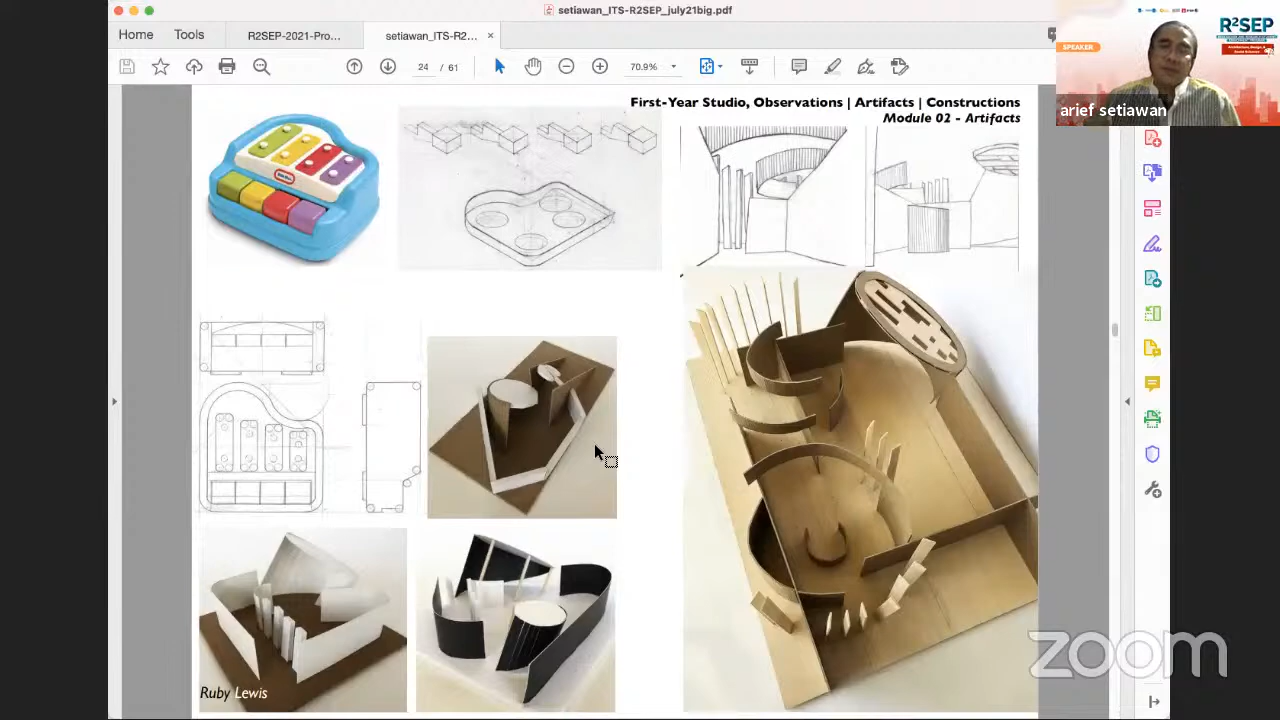 setiawan_ITS-R2SEP_july21big.pdf
Home
Tools
R2SEP-2021-Pro...
setiawan_ITS-R2...
24 / 61
70.9%
First-Year Studio, Observations | Artifacts | Constructions
Module 02 - Artifacts
Ruby Lewis
R²SEP
SPEAKER
arief setiawan
zoom